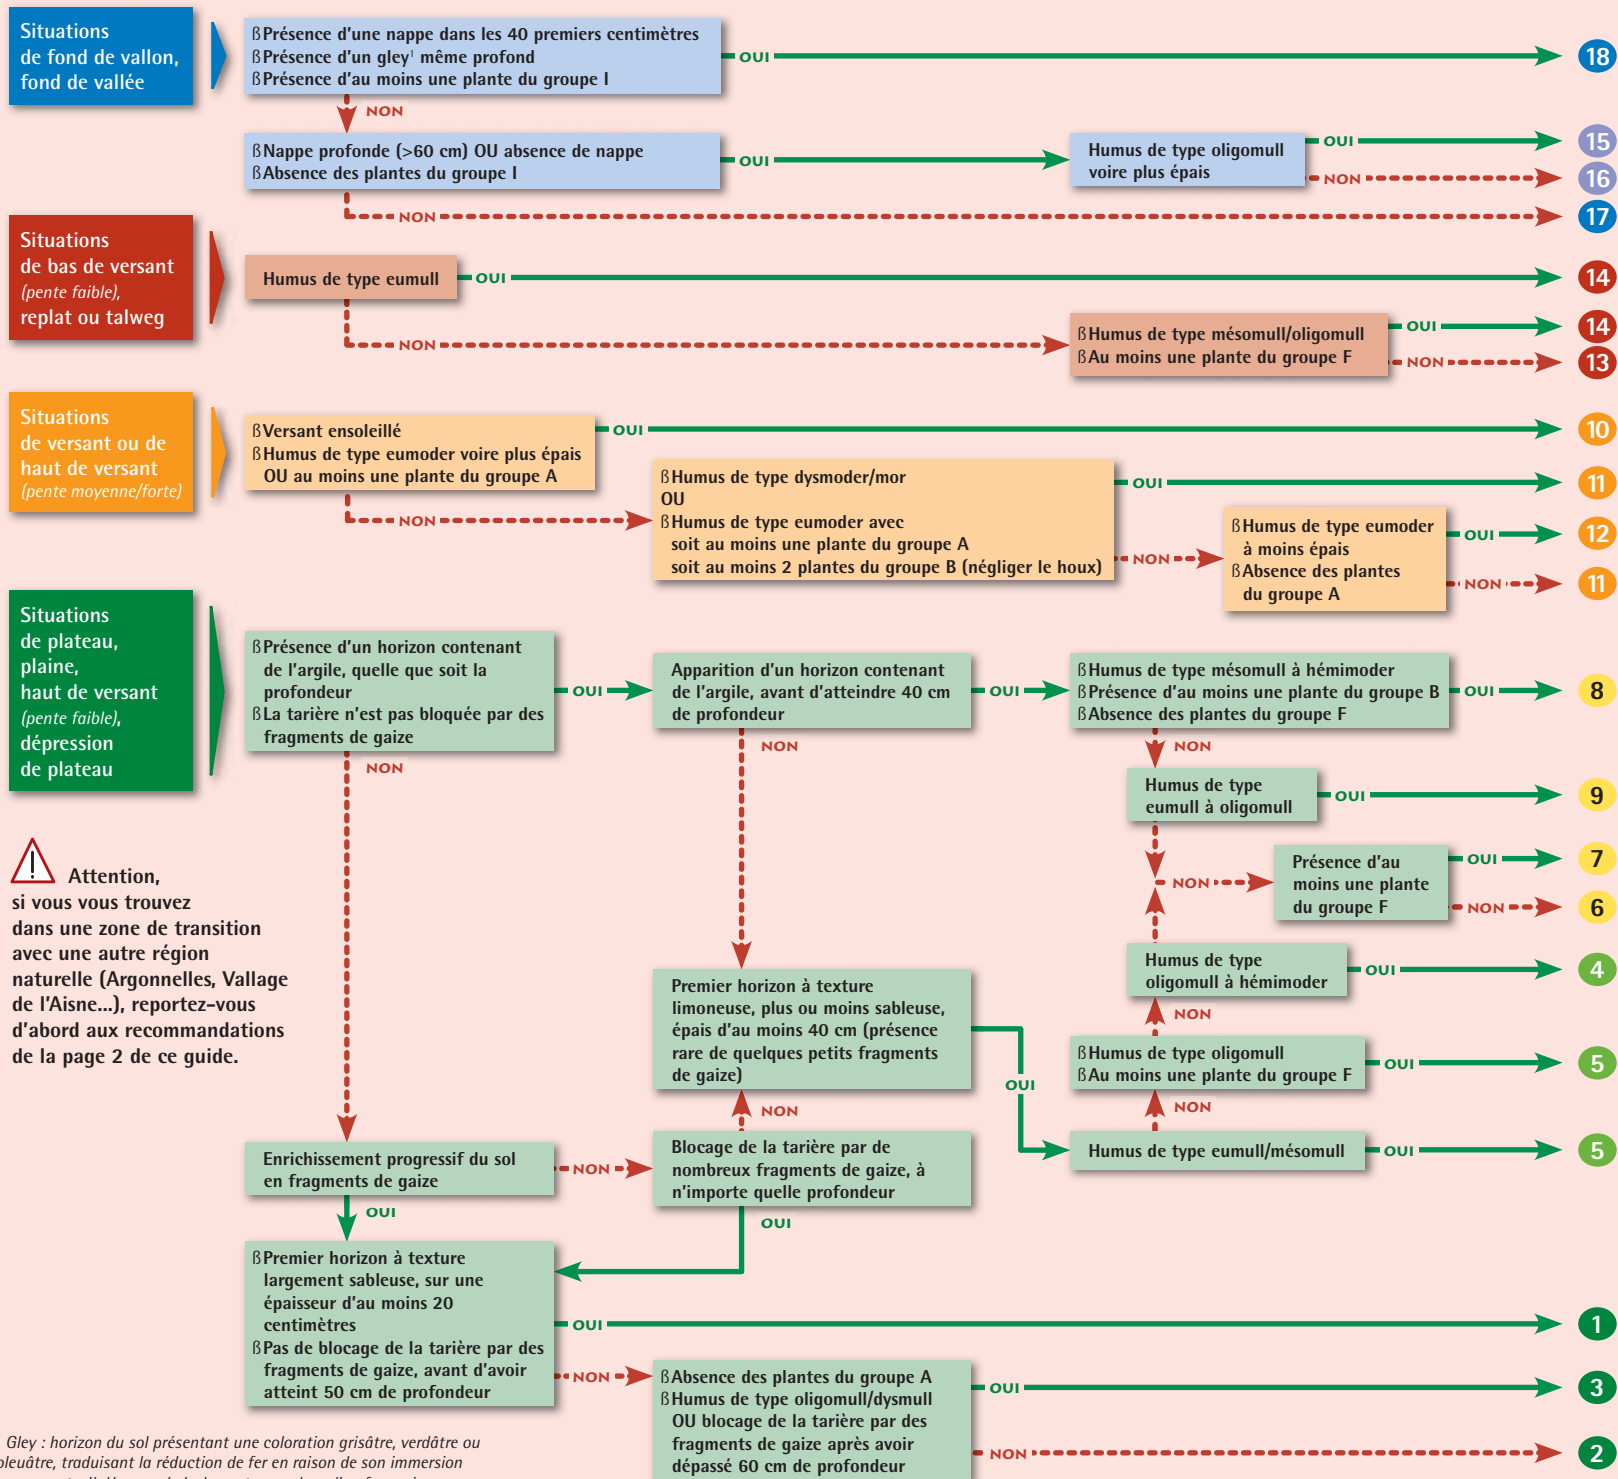 Situations
de fond de vallon,
fond de vallée
ßPrésence d'une nappe dans les 40 premiers centimètres
ßPrésence d'un gley¹ même profond
ßPrésence d'au moins une plante du groupe I
OUI
18
NON
ßNappe profonde (>60 cm) OU absence de nappe
ßAbsence des plantes du groupe I
OUI
Humus de type oligomull
voire plus épais
OUI
15
NON
16
NON
17
Situations
de bas de versant
(pente faible),
replat ou talweg
Humus de type eumull
OUI
14
NON
ßHumus de type mésomull/oligomull
ßAu moins une plante du groupe F
OUI
14
NON
13
Situations
de versant ou de
haut de versant
(pente moyenne/forte)
ßVersant ensoleillé
ßHumus de type eumoder voire plus épais
OU au moins une plante du groupe A
OUI
10
NON
ßHumus de type dysmoder/mor
OU
ßHumus de type eumoder avec
soit au moins une plante du groupe A
soit au moins 2 plantes du groupe B (négliger le houx)
OUI
11
NON
ßHumus de type eumoder
à moins épais
ßAbsence des plantes
du groupe A
OUI
12
NON
11
Situations
de plateau,
plaine,
haut de versant
(pente faible),
dépression
de plateau
ßPrésence d'un horizon contenant
de l'argile, quelle que soit la
profondeur
ßLa tarière n'est pas bloquée par des
fragments de gaize
OUI
Apparition d'un horizon contenant
de l'argile, avant d'atteindre 40 cm
de profondeur
OUI
ßHumus de type mésomull à hémimoder
ßPrésence d'au moins une plante du groupe B
ßAbsence des plantes du groupe F
OUI
8
NON
NON
NON
Humus de type
eumull à oligomull
OUI
9
NON
Présence d'au
moins une plante
du groupe F
OUI
7
NON
6
! Attention,
si vous vous trouvez
dans une zone de transition
avec une autre région
naturelle (Argonnelles, Vallage
de l'Aisne...), reportez-vous
d'abord aux recommandations
de la page 2 de ce guide.
Humus de type
oligomull à hémimoder
OUI
4
NON
Premier horizon à texture
limoneuse, plus ou moins sableuse,
épais d'au moins 40 cm (présence
rare de quelques petits fragments
de gaize)
OUI
ßHumus de type oligomull
ßAu moins une plante du groupe F
OUI
5
NON
NON
Humus de type eumull/mésomull
OUI
5
Enrichissement progressif du sol
en fragments de gaize
NON
Blocage de la tarière par de
nombreux fragments de gaize, à
n'importe quelle profondeur
OUI
OUI
ßPremier horizon à texture
largement sableuse, sur une
épaisseur d'au moins 20
centimètres
ßPas de blocage de la tarière par des
fragments de gaize, avant d'avoir
atteint 50 cm de profondeur
OUI
1
NON
ßAbsence des plantes du groupe A
ßHumus de type oligomull/dysmull
OU blocage de la tarière par des
fragments de gaize après avoir
dépassé 60 cm de profondeur
OUI
3
NON
2
Gley : horizon du sol présentant une coloration grisâtre, verdâtre ou
bleuâtre, traduisant la réduction de fer en raison de son immersion